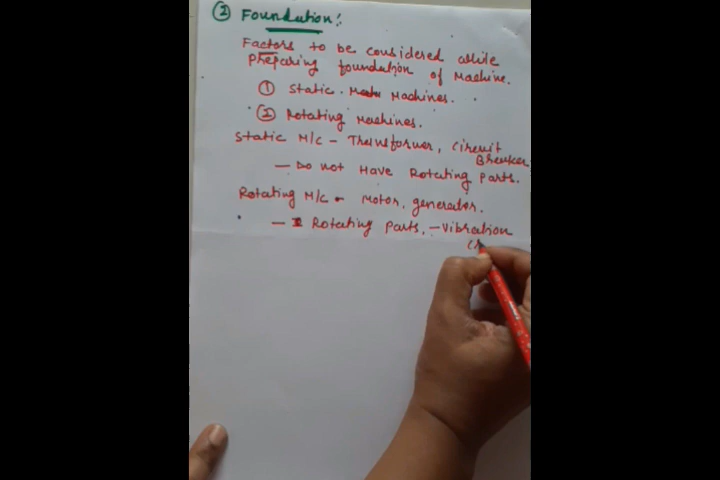 ② Foundation:
Factors to be considered while
preparing foundation of Machine.
① Static Machines.
② Rotating Machines.
Static M/C - Transformer, Circuit
Breaker
- Do not Have Rotating Parts.
Rotating M/C - Motor, generator.
- Rotating Parts, - Vibration